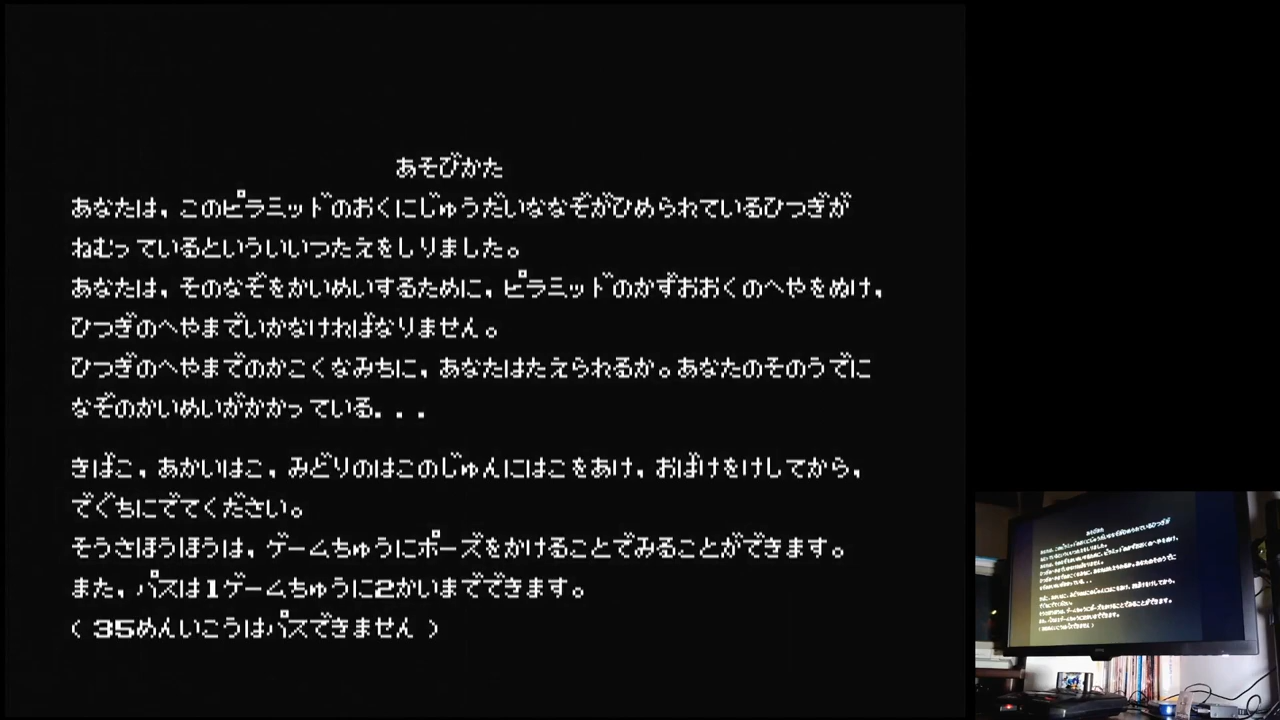 あそびかた
あなたは, このピラミッドのおくにじゅうだいななぞがひめられているひつぎが
ねむっているといういいつたえをしりました。
あなたは, そのなぞをかいめいするために, ピラミッドのかずおおくのへやをぬけ,
ひつぎのへやまでいかなければなりません。
ひつぎのへやまでのかこくなみちに, あなたはたえられるか。あなたのそのうでに
なぞのかいめいがかかっている...
きばこ, あかいはこ, みどりのはこのじゅんにはこをあけ, おばけをけしてから,
でぐちにでてください。
そうさほうほうは, ゲームちゅうにポーズをかけることでみることができます。
また, パスは1ゲームちゅうに2かいまでできます。
( 35めんいこうはパスできません )